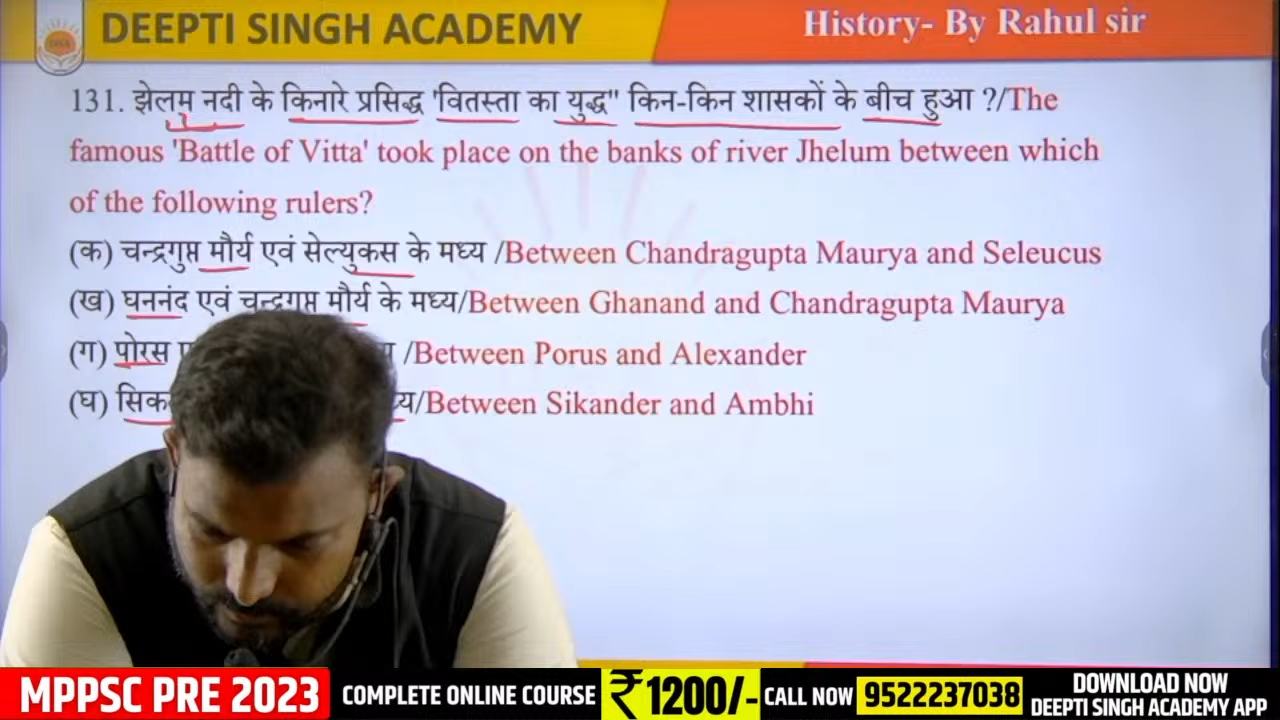 DEEPTI SINGH ACADEMY
History- By Rahul sir
131. झेलम नदी के किनारे प्रसिद्ध 'वितस्ता का युद्ध" किन-किन शासकों के बीच हुआ ?/The
famous 'Battle of Vitta' took place on the banks of river Jhelum between which
of the following rulers?
(क) चन्द्रगुप्त मौर्य एवं सेल्युकस के मध्य /Between Chandragupta Maurya and Seleucus
(ख) घननंद एवं चन्द्रगुप्त मौर्य के मध्य/Between Ghanand and Chandragupta Maurya
(ग) पोरस /Between Porus and Alexander
(घ) /Between Sikander and Ambhi
MPPSC PRE 2023
COMPLETE ONLINE COURSE
₹1200/-
CALL NOW
9522237038
DOWNLOAD NOW
DEEPTI SINGH ACADEMY APP